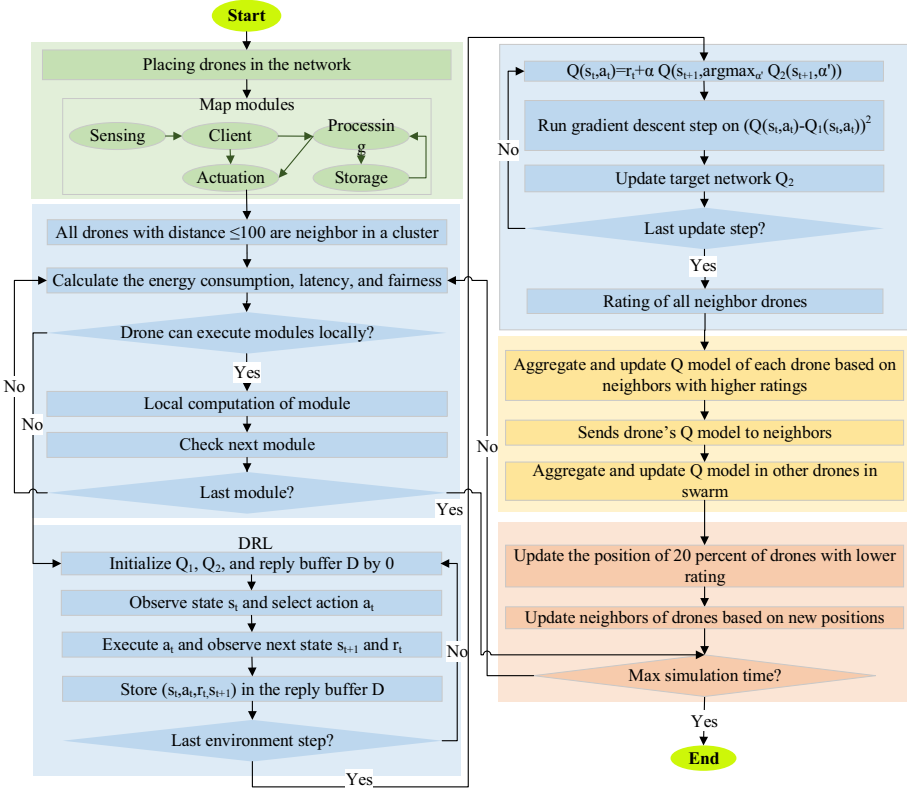 Start
Placing drones in the network
Map modules
Sensing
Client
Processin
g
Actuation
Storage
All drones with distance ≤100 are neighbor in a cluster
Calculate the energy consumption, latency, and fairness
Drone can execute modules locally?
Yes
No
No
Local computation of module
Check next module
Last module?
Yes
DRL
Initialize Q₁, Q₂, and reply buffer D by 0
Observe state sₜ and select action aₜ
Execute aₜ and observe next state sₜ₊₁ and rₜ
No
Store (sₜ,aₜ,rₜ,sₜ₊₁) in the reply buffer D
Last environment step?
Yes
Q(sₜ,aₜ)=rₜ+α Q(sₜ₊₁,argmax_α' Q₂(sₜ₊₁,α'))
Run gradient descent step on (Q(sₜ,aₜ)-Q₁(sₜ,aₜ))²
No
Update target network Q₂
Last update step?
Yes
Rating of all neighbor drones
Aggregate and update Q model of each drone based on
neighbors with higher ratings
Sends drone's Q model to neighbors
No
Aggregate and update Q model in other drones in
swarm
Update the position of 20 percent of drones with lower
rating
Update neighbors of drones based on new positions
Max simulation time?
Yes
End